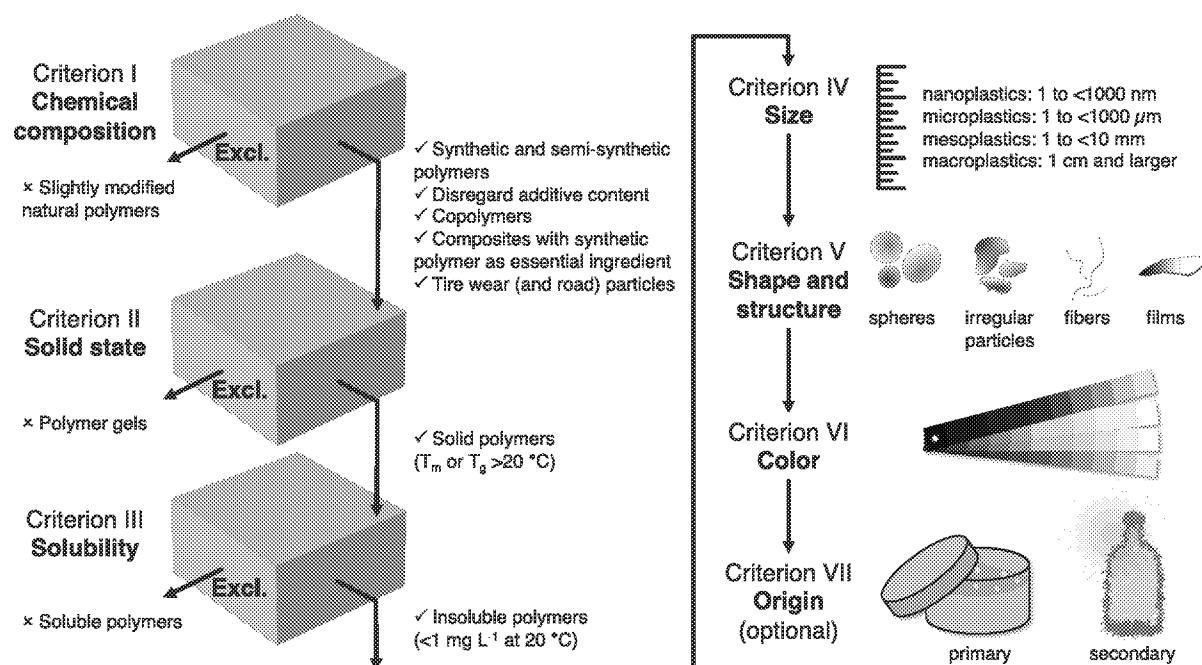 Criterion I
Chemical
composition
Excl.
× Slightly modified
natural polymers
✓ Synthetic and semi-synthetic
polymers
✓ Disregard additive content
✓ Copolymers
✓ Composites with synthetic
polymer as essential ingredient
✓ Tire wear (and road) particles
Criterion II
Solid state
Excl.
× Polymer gels
✓ Solid polymers
(Tm or Tg >20 °C)
Criterion III
Solubility
Excl.
× Soluble polymers
✓ Insoluble polymers
(<1 mg L⁻¹ at 20 °C)
Criterion IV
Size
nanoplastics: 1 to <1000 nm
microplastics: 1 to <1000 µm
mesoplastics: 1 to <10 mm
macroplastics: 1 cm and larger
Criterion V
Shape and
structure
spheres
irregular
particles
fibers
films
Criterion VI
Color
Criterion VII
Origin
(optional)
primary
secondary